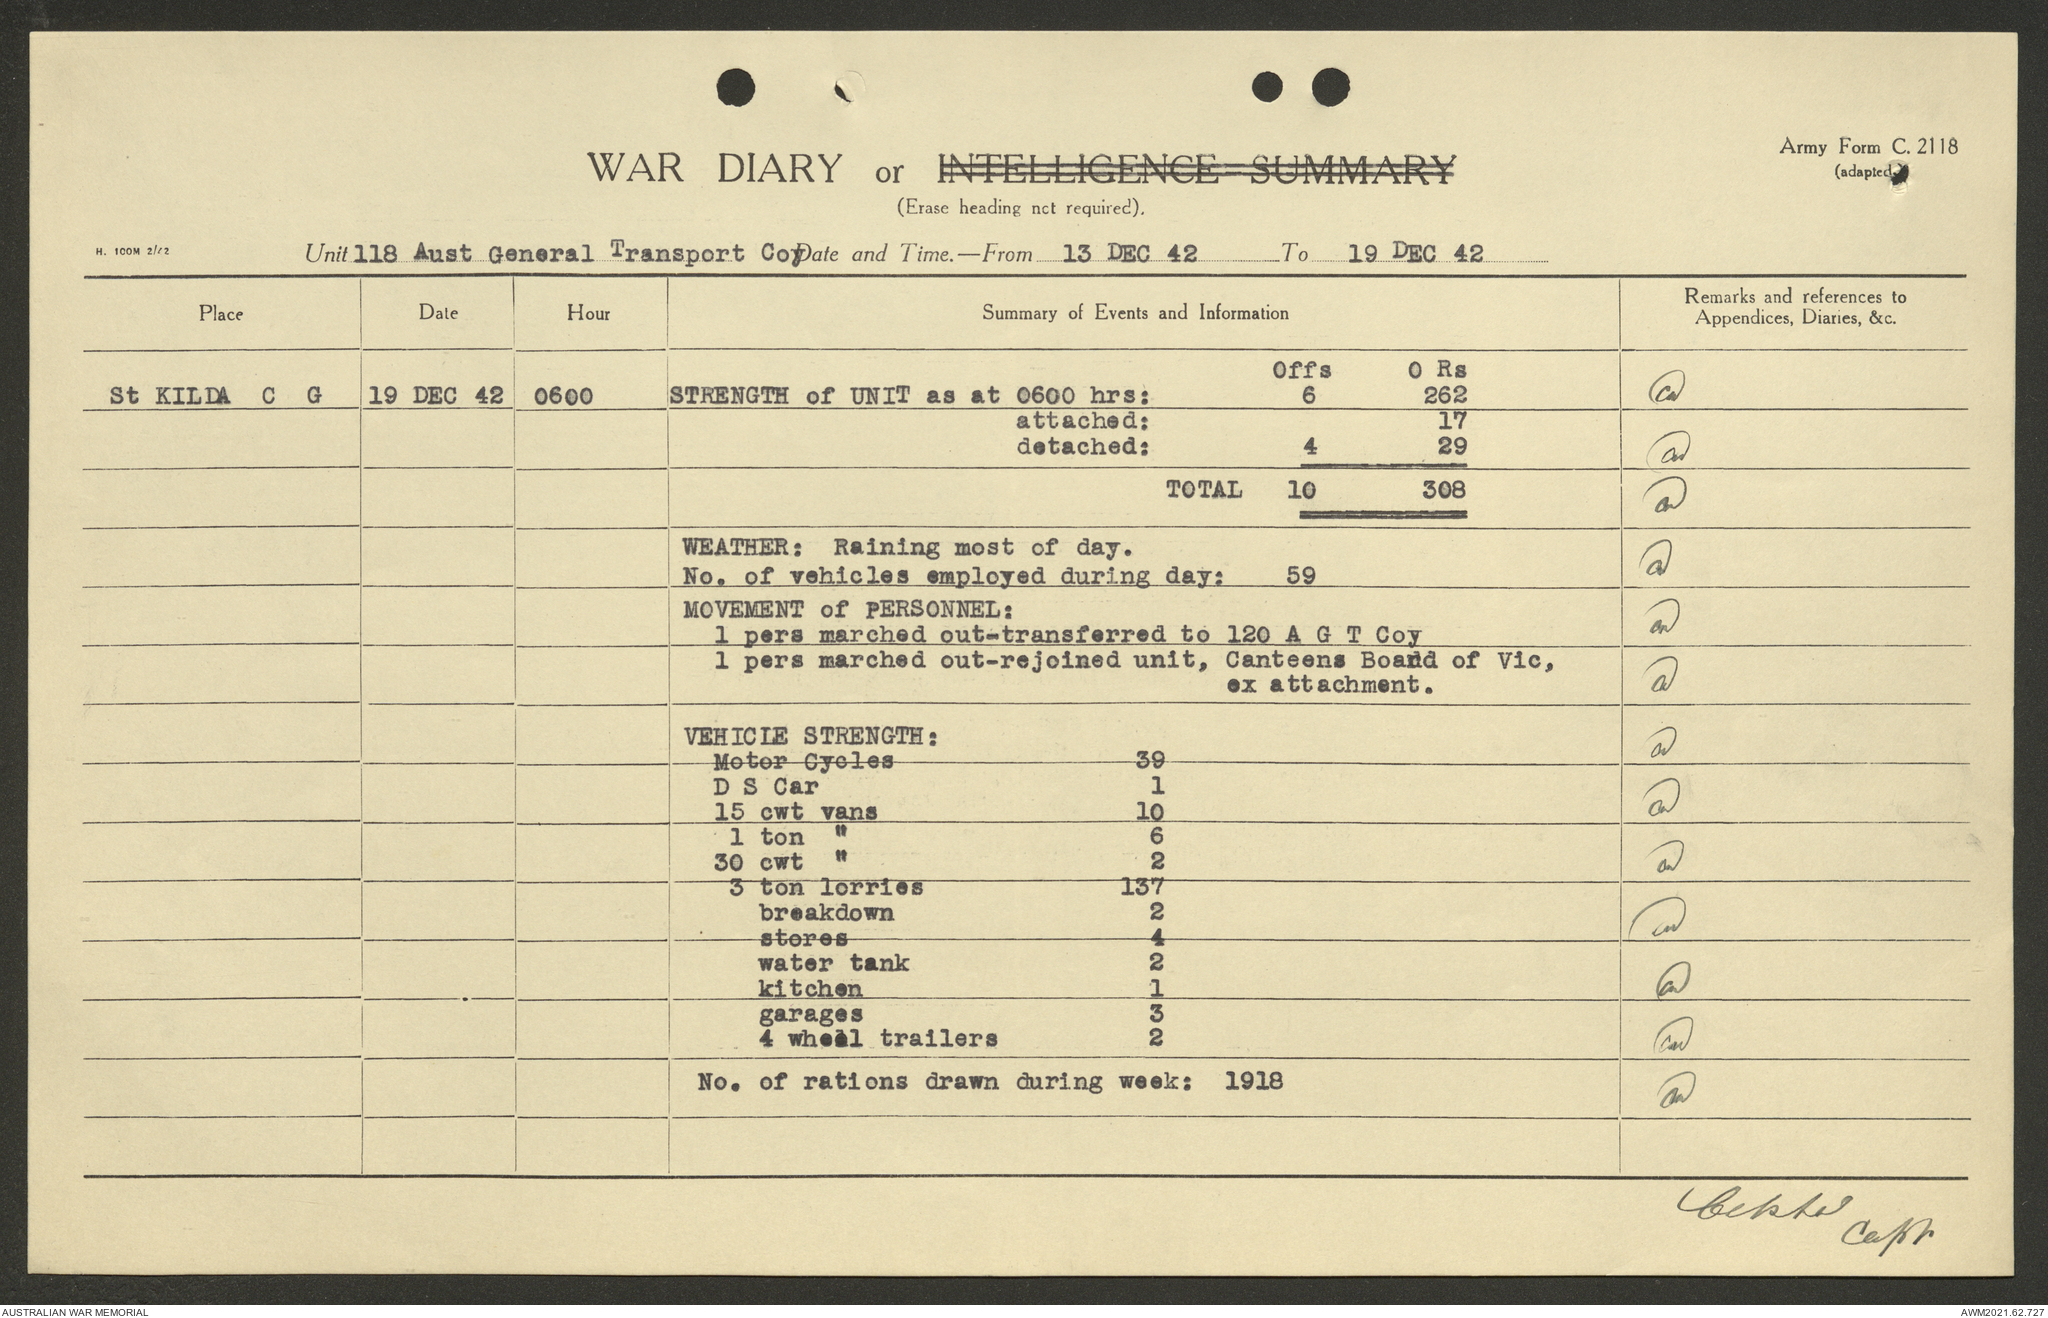 WAR DIARY or INTELLIGENCE SUMMARY
Army Form C. 2118
(adapted)
(Erase heading not required).
H. 100M 2/42
Unit 118 Aust General Transport Coy Date and Time.—From 13 DEC 42 To 19 DEC 42
Place Date Hour Summary of Events and Information Remarks and references to
Appendices, Diaries, &c.
Offs O Rs
St KILDA C G 19 DEC 42 0600 STRENGTH of UNIT as at 0600 hrs: 6 262
attached: 17
detached: 4 29
TOTAL 10 308
WEATHER: Raining most of day.
No. of vehicles employed during day: 59
MOVEMENT of PERSONNEL:
1 pers marched out-transferred to 120 A G T Coy
1 pers marched out-rejoined unit, Canteens Board of Vic,
ex attachment.
VEHICLE STRENGTH:
Motor Cycles 39
D S Car 1
15 cwt vans 10
1 ton " 6
30 cwt " 2
3 ton lorries 137
breakdown 2
stores 4
water tank 2
kitchen 1
garages 3
4 wheel trailers 2
No. of rations drawn during week: 1918
Capt
AUSTRALIAN WAR MEMORIAL
AWM2021.62.727